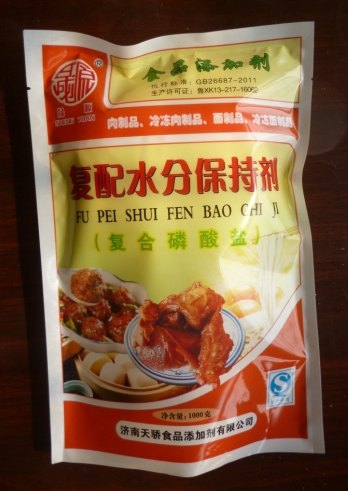 食品添加剂
执行标准：GB26687-2011
生产许可证：鲁XK13-217-16062
SHENG YUAN
肉制品、冷冻肉制品、面制品、冷冻面制品
复配水分保持剂
FU PEI SHUI FEN BAO CHI JI
（复合磷酸盐）
净含量：1000克
济南天骄食品添加剂有限公司